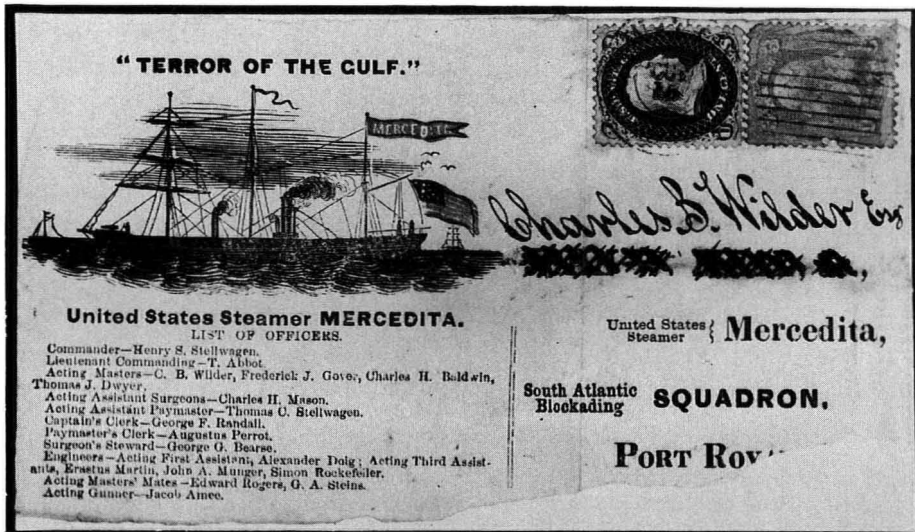 "TERROR OF THE GULF."
MERCEDITA
Charles B. Wilder Esq
United States Steamer MERCEDITA.
LIST OF OFFICERS.
Commander—Henry S. Stellwagen.
Lieutenant Commanding—T. Abbot.
Acting Masters—C. B. Wilder, Frederick J. Gover, Charles H. Baldwin,
Thomas J. Dwyer.
Acting Assistant Surgeons—Charles H. Mason.
Acting Assistant Paymaster—Thomas C. Stellwagen.
Captain's Clerk—George F. Randall.
Paymaster's Clerk—Augustus Perrot.
Surgeon's Steward—George G. Bearse.
Engineers—Acting First Assistant, Alexander Doig; Acting Third Assist-
ants, Erastus Martin, John A. Munger, Simon Rockefeller.
Acting Masters' Mates—Edward Rogers, G. A. Steins.
Acting Gunner—Jacob Amee.
United States Steamer { Mercedita,
South Atlantic Blockading SQUADRON,
PORT ROY